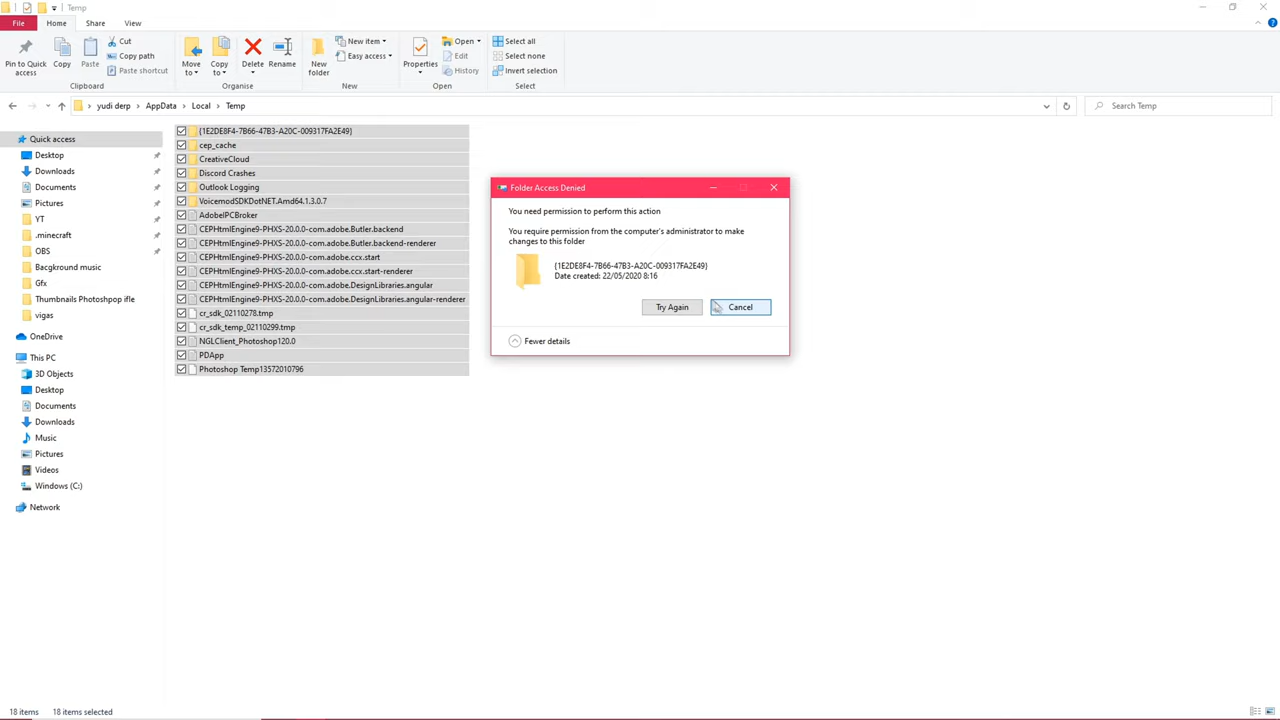 Temp
File
Home
Share
View
Pin to Quick
access
Copy
Paste
Cut
Copy path
Paste shortcut
Clipboard
Move
to
Copy
to
Delete
Rename
Organise
New
folder
New item
Easy access
New
Properties
Open
Edit
History
Open
Select all
Select none
Invert selection
Select
yudi derp
AppData
Local
Temp
Search Temp
Quick access
Desktop
Downloads
Documents
Pictures
YT
.minecraft
OBS
Bacground music
Gfx
Thumbnails Photoshpop ifle
vigas
OneDrive
This PC
3D Objects
Desktop
Documents
Downloads
Music
Pictures
Videos
Windows (C:)
Network
{1E2DE8F4-7B66-47B3-A20C-009317FA2E49}
cep_cache
CreativeCloud
Discord Crashes
Outlook Logging
VoicemodSDKDotNET.Amd64.1.3.0.7
AdobeIPCBroker
CEPHtmlEngine9-PHXS-20.0.0-com.adobe.Butler.backend
CEPHtmlEngine9-PHXS-20.0.0-com.adobe.Butler.backend-renderer
CEPHtmlEngine9-PHXS-20.0.0-com.adobe.ccx.start
CEPHtmlEngine9-PHXS-20.0.0-com.adobe.ccx.start-renderer
CEPHtmlEngine9-PHXS-20.0.0-com.adobe.DesignLibraries.angular
CEPHtmlEngine9-PHXS-20.0.0-com.adobe.DesignLibraries.angular-renderer
cr_sdk_02110278.tmp
cr_sdk_temp_02110299.tmp
NGLClient_Photoshop120.0
PDApp
Photoshop Temp13572010796
Folder Access Denied
You need permission to perform this action
You require permission from the computer's administrator to make
changes to this folder
{1E2DE8F4-7B66-47B3-A20C-009317FA2E49}
Date created: 22/05/2020 8:16
Try Again
Cancel
Fewer details
18 items
18 items selected